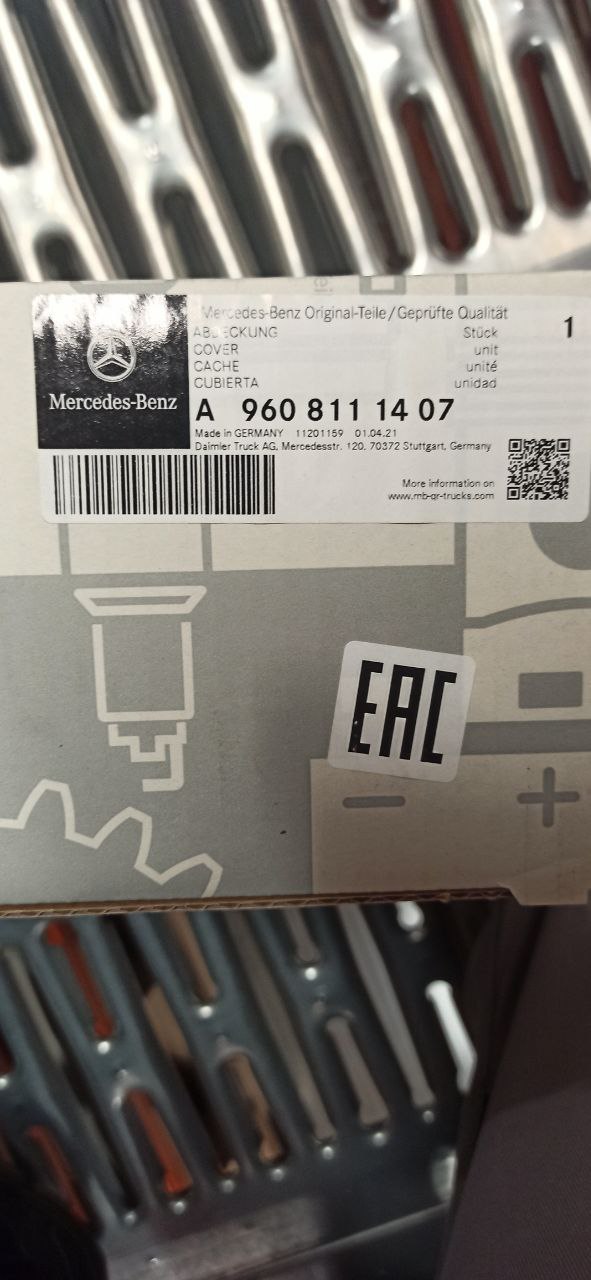 Mercedes-Benz Original-Teile/Geprüfte Qualität
ABDECKUNG Stück 1
COVER unit
CACHE unité
CUBIERTA unidad
Mercedes-Benz
A 960 811 14 07
Made in GERMANY 11201159 01.04.21
Daimler Truck AG, Mercedesstr. 120, 70372 Stuttgart, Germany
More information on
www.mb-qr-trucks.com
EAC